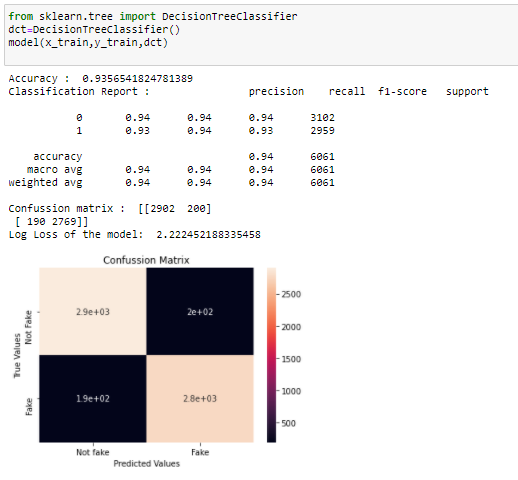 from sklearn.tree import DecisionTreeClassifier
dct=DecisionTreeClassifier()
model(x_train,y_train,dct)
Accuracy :  0.9356541824781389
Classification Report :                precision    recall  f1-score   support
0       0.94      0.94      0.94      3102
1       0.93      0.94      0.93      2959
accuracy                           0.94      6061
macro avg       0.94      0.94      0.94      6061
weighted avg       0.94      0.94      0.94      6061
Confussion matrix :  [[2902  200]
[ 190 2769]]
Log Loss of the model:  2.222452188335458
Confussion Matrix
True Values
Not Fake
2.9e+03
2e+02
Fake
1.9e+02
2.8e+03
Not fake
Fake
Predicted Values
2500
2000
1500
1000
500